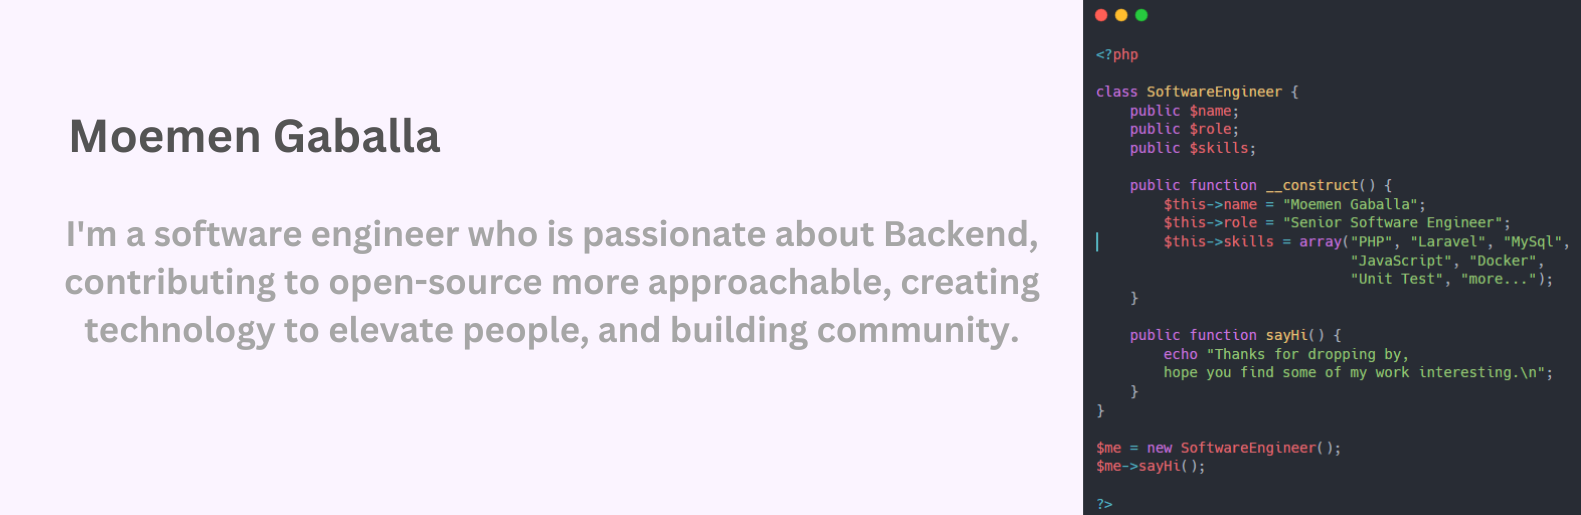 Moemen Gaballa
I'm a software engineer who is passionate about Backend,
contributing to open-source more approachable, creating
technology to elevate people, and building community.
<?php
class SoftwareEngineer {
    public $name;
    public $role;
    public $skills;
    public function __construct() {
        $this->name = "Moemen Gaballa";
        $this->role = "Senior Software Engineer";
        $this->skills = array("PHP", "Laravel", "MySql",
                              "JavaScript", "Docker",
                              "Unit Test", "more...");
    }
    public function sayHi() {
        echo "Thanks for dropping by,
        hope you find some of my work interesting.\n";
    }
}
$me = new SoftwareEngineer();
$me->sayHi();
?>